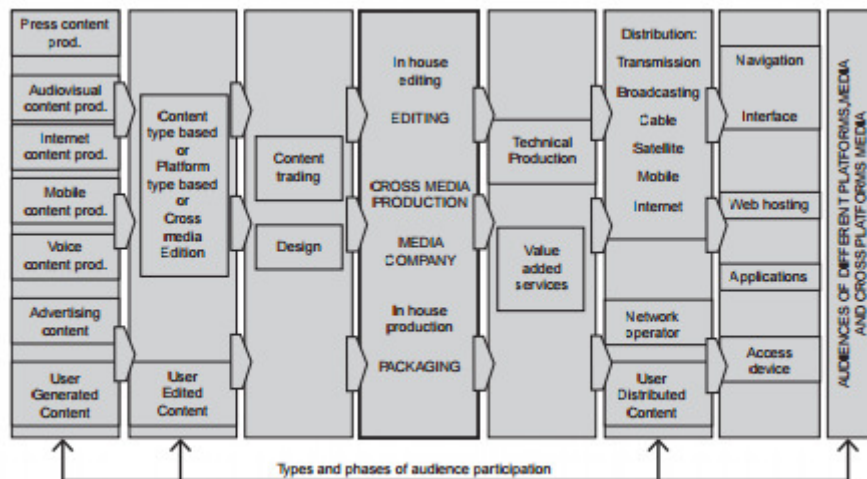 Press content
prod.
Audiovisual
content prod.
Internet
content prod.
Mobile
content prod.
Voice
content prod.
Advertising
content
User
Generated
Content
Content
type based
or
Platform
type based
or
Cross
media
Edition
User
Edited
Content
Content
trading
Design
In house
editing
EDITING
CROSS MEDIA
PRODUCTION
MEDIA
COMPANY
In house
production
PACKAGING
Technical
Production
Value
added
services
Distribution:
Transmission
Broadcasting
Cable
Satellite
Mobile
Internet
Network
operator
User
Distributed
Content
Navigation
Interface
Web hosting
Applications
Access
device
AUDIENCES OF DIFFERENT PLATFORMS,MEDIA
AND CROSS PLATFORMS MEDIA
Types and phases of audience participation